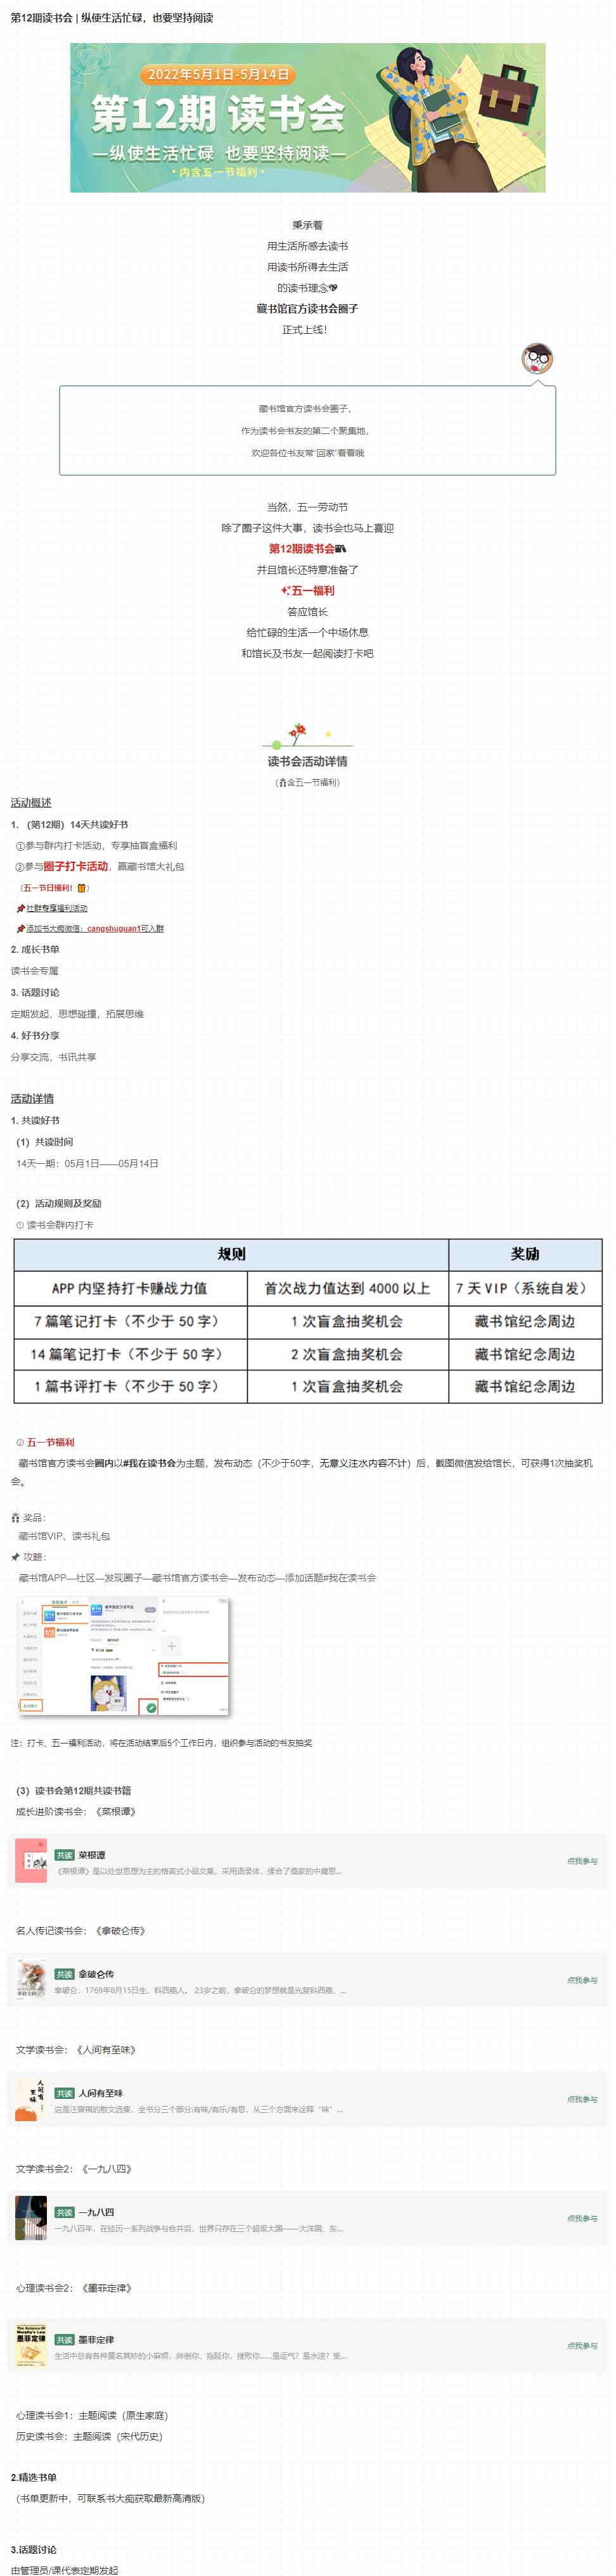 第12期读书会 | 纵使生活忙碌，也要坚持阅读
2022年5月1日-5月14日
第12期 读书会
—纵使生活忙碌 也要坚持阅读—
• 内含五一节福利 •
秉承着
用生活所感去读书
用读书所得去生活
的读书理念
藏书馆官方读书会圈子
正式上线！
藏书馆官方读书会圈子，
作为读书会书友的第二个聚集地，
欢迎各位书友常“回家”看看哦
当然，五一劳动节
除了圈子这件大事，读书会也马上喜迎
第12期读书会
并且馆长还特意准备了
五一福利
答应馆长
给忙碌的生活一个中场休息
和馆长及书友一起阅读打卡吧
读书会活动详情
（含五一节福利）
活动概述
1. （第12期）14天共读好书
①参与群内打卡活动，专享抽盲盒福利
②参与圈子打卡活动，赢藏书馆大礼包
（五一节日福利！）
社群专享福利活动
添加书大痴微信：cangshuguan1可入群
2. 成长书单
读书会专属
3. 话题讨论
定期发起，思想碰撞，拓展思维
4. 好书分享
分享交流，书讯共享
活动详情
1. 共读好书
（1）共读时间
14天一期：05月1日——05月14日
（2）活动规则及奖励
① 读书会群内打卡
规则 奖励
APP 内坚持打卡赚战力值 首次战力值达到 4000 以上 7 天 VIP（系统自发）
7 篇笔记打卡（不少于 50 字） 1 次盲盒抽奖机会 藏书馆纪念周边
14 篇笔记打卡（不少于 50 字） 2 次盲盒抽奖机会 藏书馆纪念周边
1 篇书评打卡（不少于 50 字） 1 次盲盒抽奖机会 藏书馆纪念周边
② 五一节福利
藏书馆官方读书会圈内以#我在读书会为主题，发布动态（不少于50字，无意义注水内容不计）后，截图微信发给馆长，可获得1次抽奖机
会。
奖品：
藏书馆VIP、读书礼包
攻略：
藏书馆APP—社区—发现圈子—藏书馆官方读书会—发布动态—添加话题#我在读书会
注：打卡、五一福利活动，将在活动结束后5个工作日内，组织参与活动的书友抽奖
（3）读书会第12期共读书籍
成长进阶读书会：《菜根谭》
共读 菜根谭
《菜根谭》是以处世思想为主的格言式小品文集，采用语录体，揉合了儒家的中庸思...
点我参与
名人传记读书会：《拿破仑传》
共读 拿破仑传
拿破仑，1769年8月15日生，科西嘉人。 23岁之前，拿破仑的梦想就是光复科西嘉，...
点我参与
文学读书会：《人间有至味》
共读 人间有至味
这是汪曾祺的散文选集，全书分三个部分:有味/有乐/有思，从三个方面来诠释“味”...
点我参与
文学读书会2：《一九八四》
共读 一九八四
一九八四年，在经历一系列战争与合并后，世界只存在三个超级大国——大洋国、东...
点我参与
心理读书会2：《墨菲定律》
The Science Of
Murphy's Law
墨菲定律
共读 墨菲定律
生活中总有各种莫名其妙的小麻烦，绊倒你、拖延你、挫败你……是运气？是水逆？受...
点我参与
心理读书会1：主题阅读（原生家庭）
历史读书会：主题阅读（宋代历史）
2.精选书单
（书单更新中，可联系书大痴获取最新高清版）
3.话题讨论
由管理员/课代表定期发起